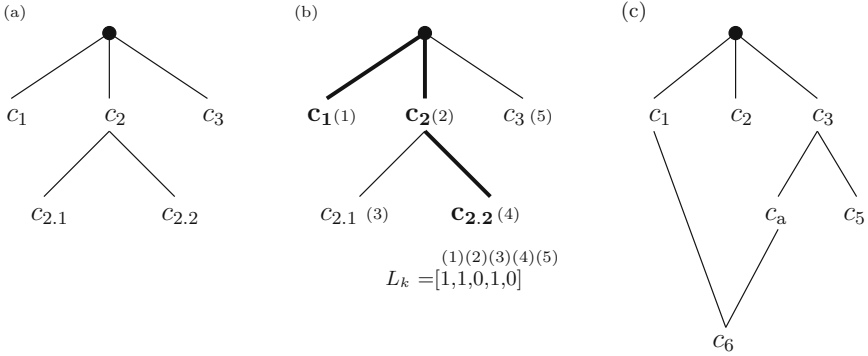 (a)
c1 c2 c3
c2.1 c2.2
(b)
c1(1) c2(2) c3(5)
c2.1 (3) c2.2(4)
(1)(2)(3)(4)(5)
Lk =[1,1,0,1,0]
(c)
c1 c2 c3
ca c5
c6